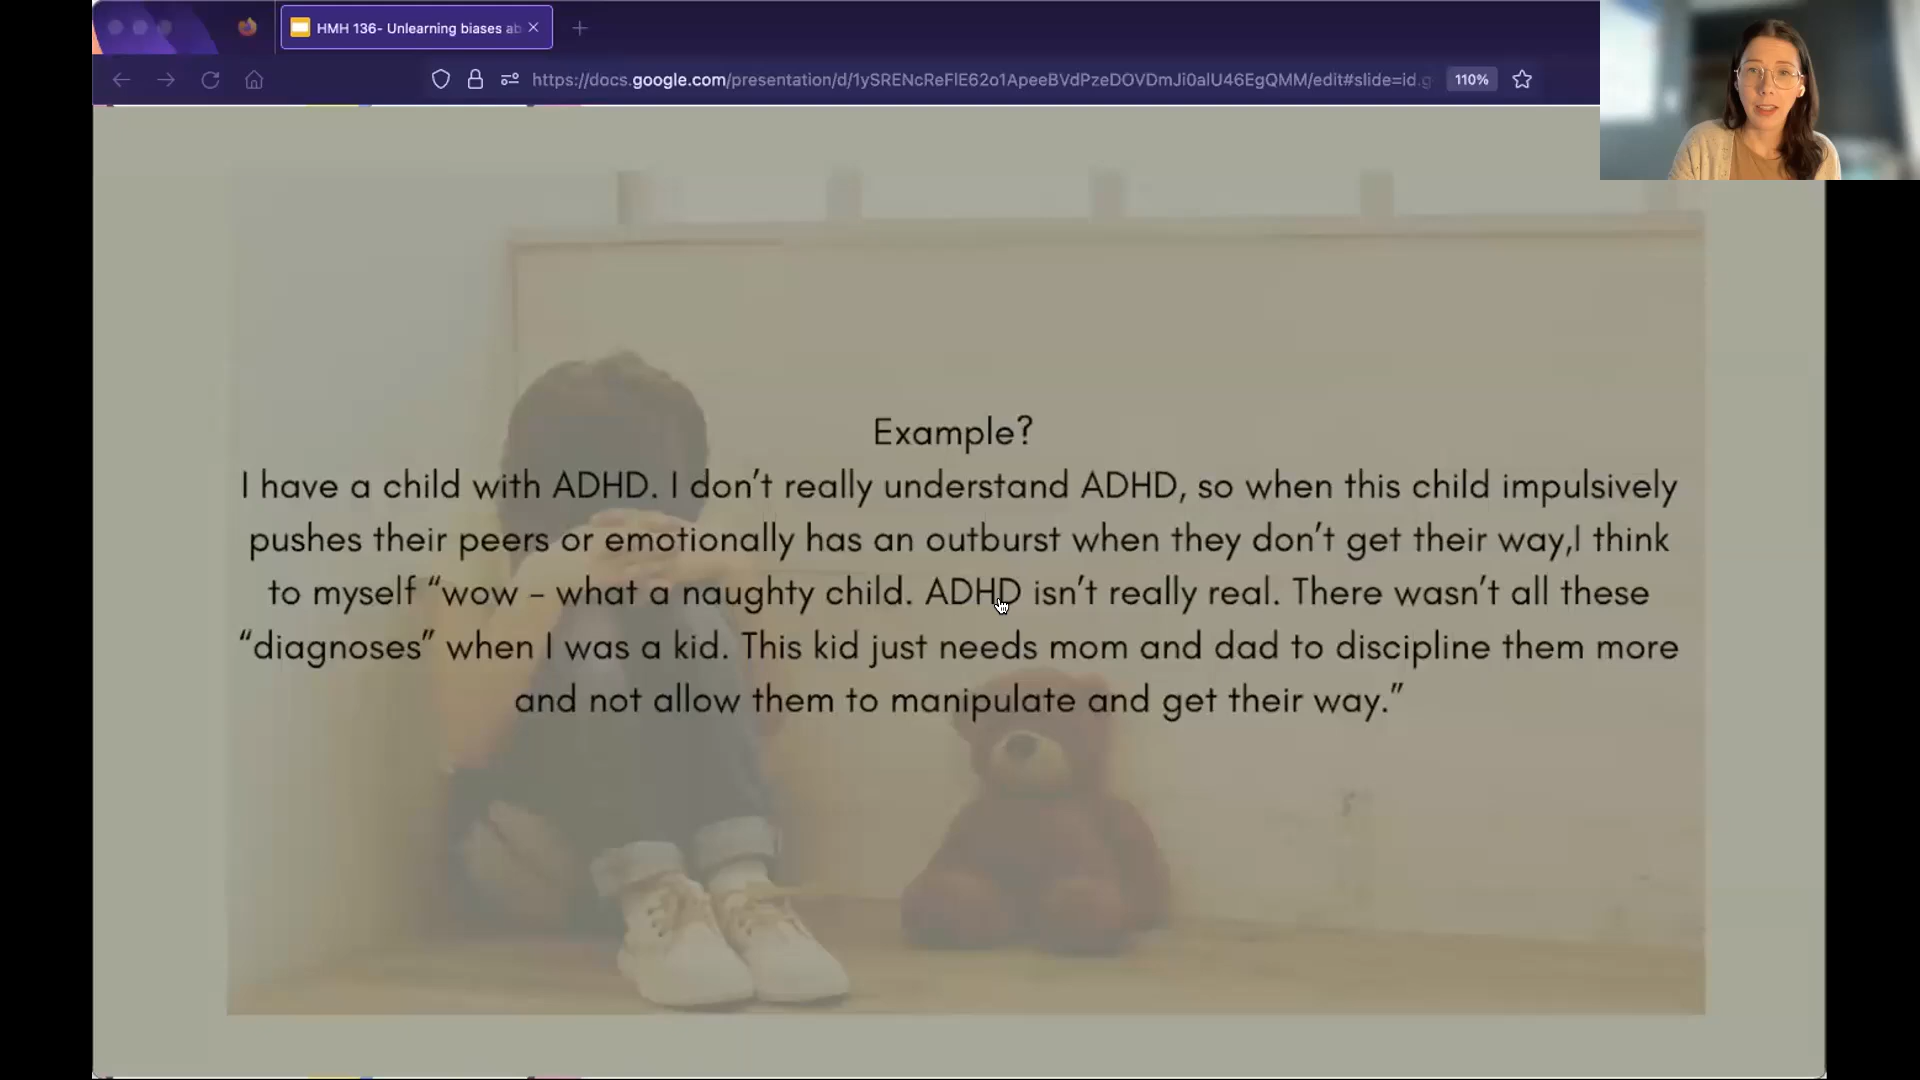 HMH 136- Unlearning biases ab
https://docs.google.com/presentation/d/1ySRENcReFlE62o1ApeeBVdPzeDOVDmJi0alU46EgQMM/edit#slide=id.g
110%
Example?
I have a child with ADHD. I don’t really understand ADHD, so when this child impulsively
pushes their peers or emotionally has an outburst when they don’t get their way,I think
to myself “wow - what a naughty child. ADHD isn’t really real. There wasn’t all these
“diagnoses” when I was a kid. This kid just needs mom and dad to discipline them more
and not allow them to manipulate and get their way.”